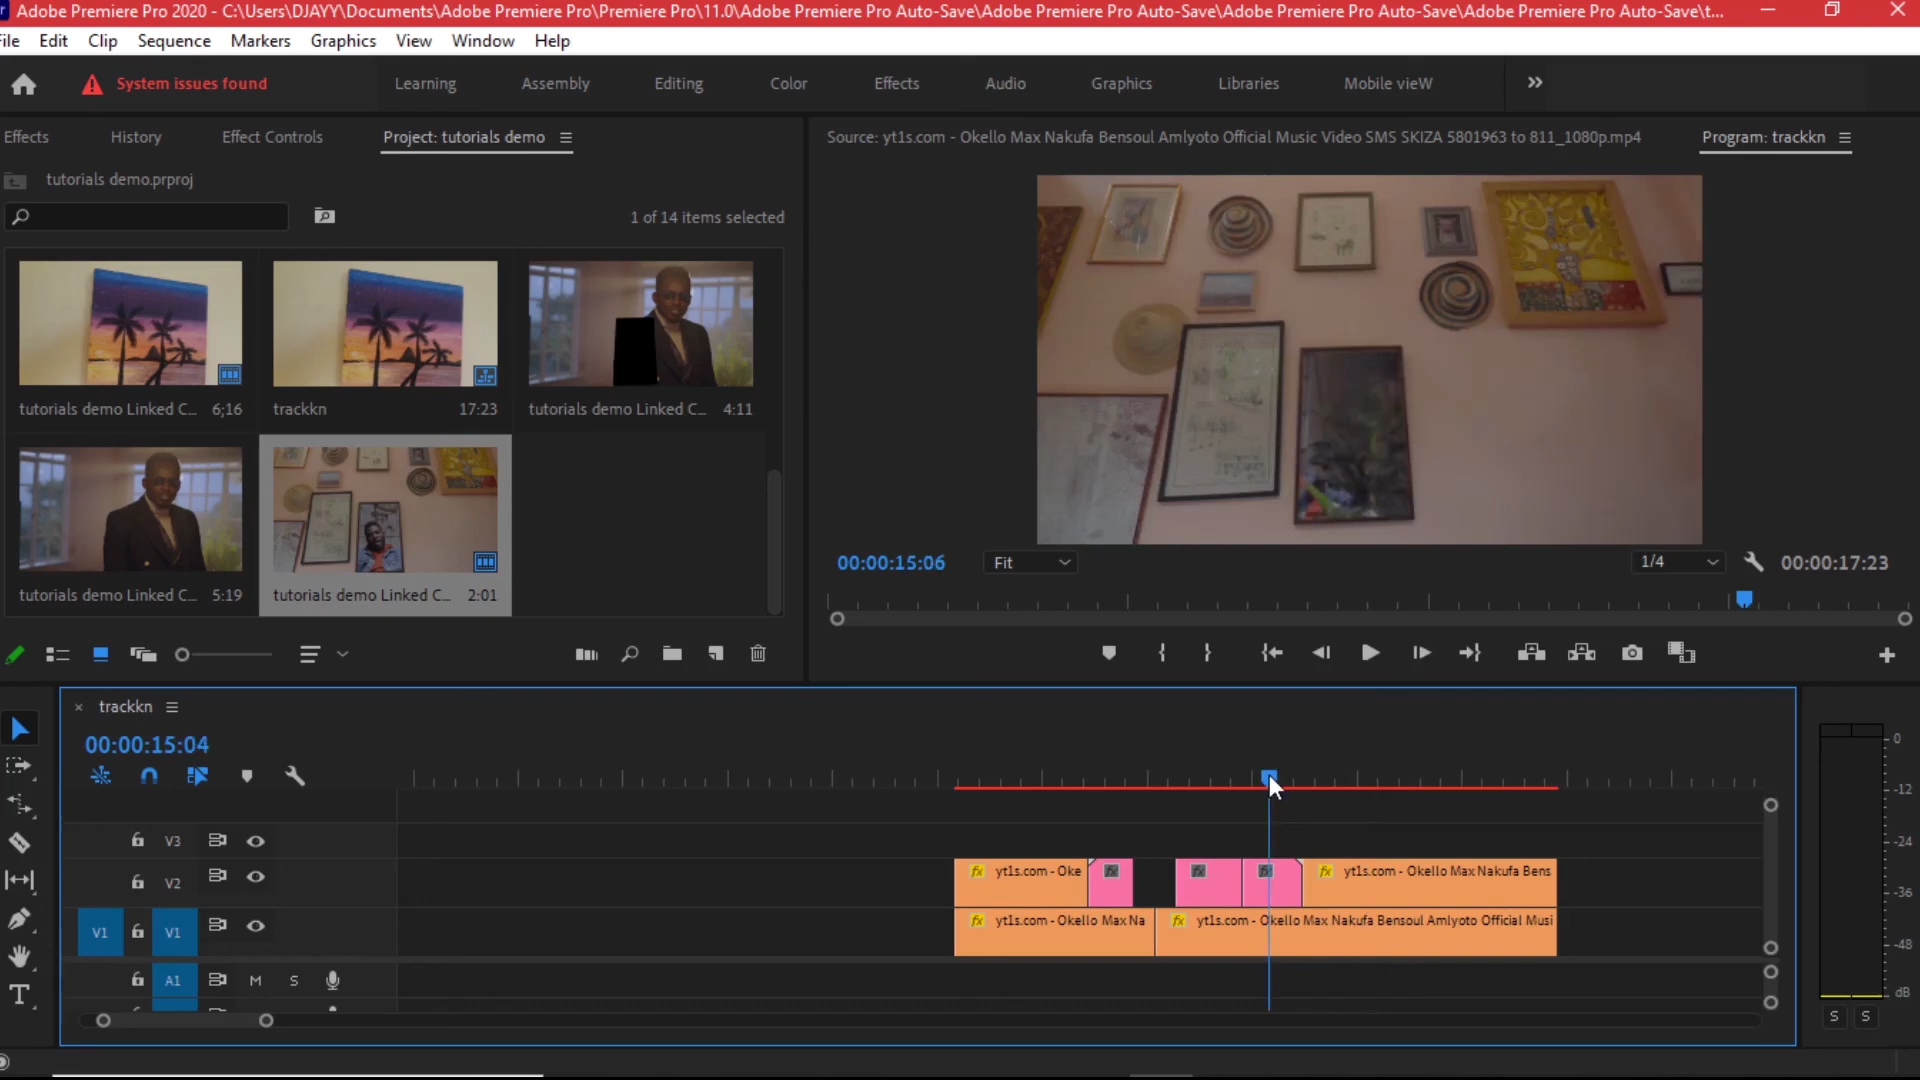 Adobe Premiere Pro 2020 - C:\Users\DJAYY\Documents\Adobe Premiere Pro\Premiere Pro\11.0\Adobe Premiere Pro Auto-Save\Adobe Premiere Pro Auto-Save\Adobe Premiere Pro Auto-Save\Adobe Premiere Pro Auto-Save\t...
File Edit Clip Sequence Markers Graphics View Window Help
System issues found Learning Assembly Editing Color Effects Audio Graphics Libraries Mobile vieW
Effects History Effect Controls Project: tutorials demo
Source: yt1s.com - Okello Max Nakufa Bensoul Amlyoto Official Music Video SMS SKIZA 5801963 to 811_1080p.mp4 Program: trackkn
tutorials demo.prproj
1 of 14 items selected
tutorials demo Linked C... 6;16 trackkn 17:23 tutorials demo Linked C... 4:11
tutorials demo Linked C... 5:19 tutorials demo Linked C... 2:01
00:00:15:06 Fit 1/4 00:00:17:23
trackkn
00:00:15:04
V3
V2
V1 V1
A1 M S
yt1s.com - Oke fx fx fx fx fx yt1s.com - Okello Max Nakufa Bens
fx yt1s.com - Okello Max Na fx yt1s.com - Okello Max Nakufa Bensoul Amlyoto Official Musi
0
-12
-24
-36
-48
dB
S S